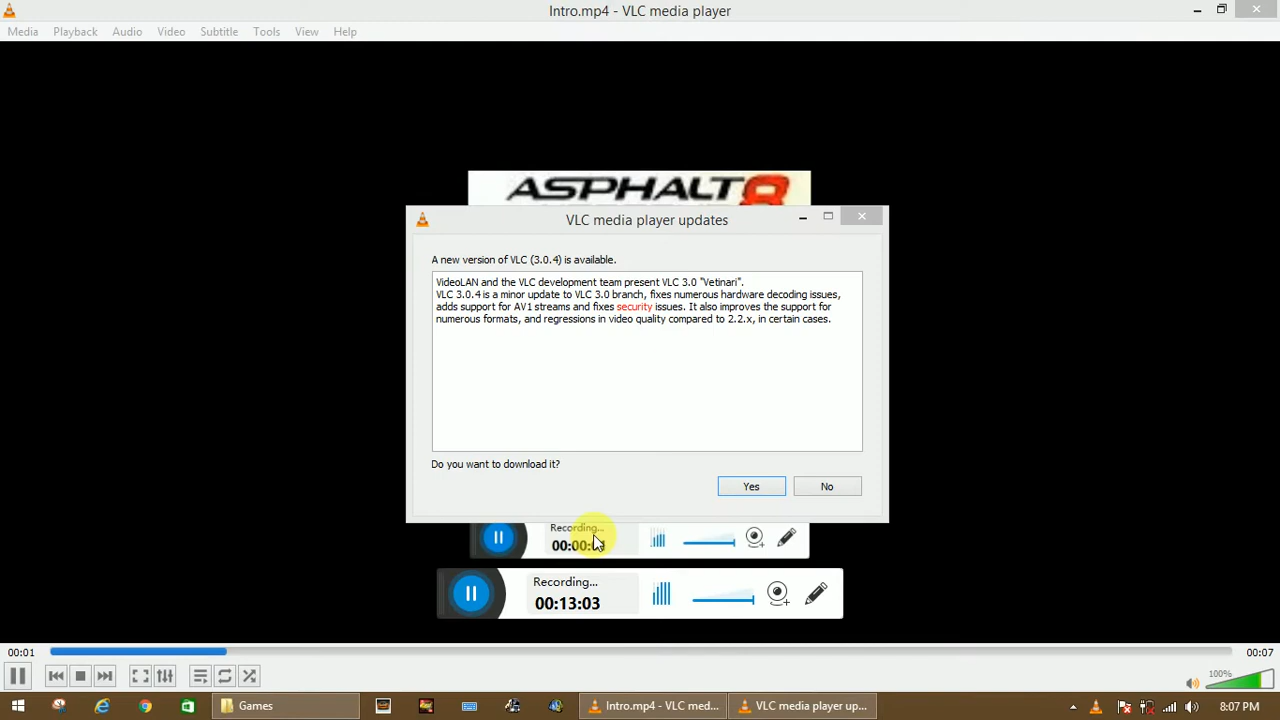 Intro.mp4 - VLC media player
Media Playback Audio Video Subtitle Tools View Help
ASPHALT 8
VLC media player updates
A new version of VLC (3.0.4) is available.
VideoLAN and the VLC development team present VLC 3.0 "Vetinari".
VLC 3.0.4 is a minor update to VLC 3.0 branch, fixes numerous hardware decoding issues,
adds support for AV1 streams and fixes security issues. It also improves the support for
numerous formats, and regressions in video quality compared to 2.2.x, in certain cases.
Do you want to download it?
Yes No
Recording...
Recording...
00:13:03
00:01 00:07
100%
Games Intro.mp4 - VLC med... VLC media player up... 8:07 PM